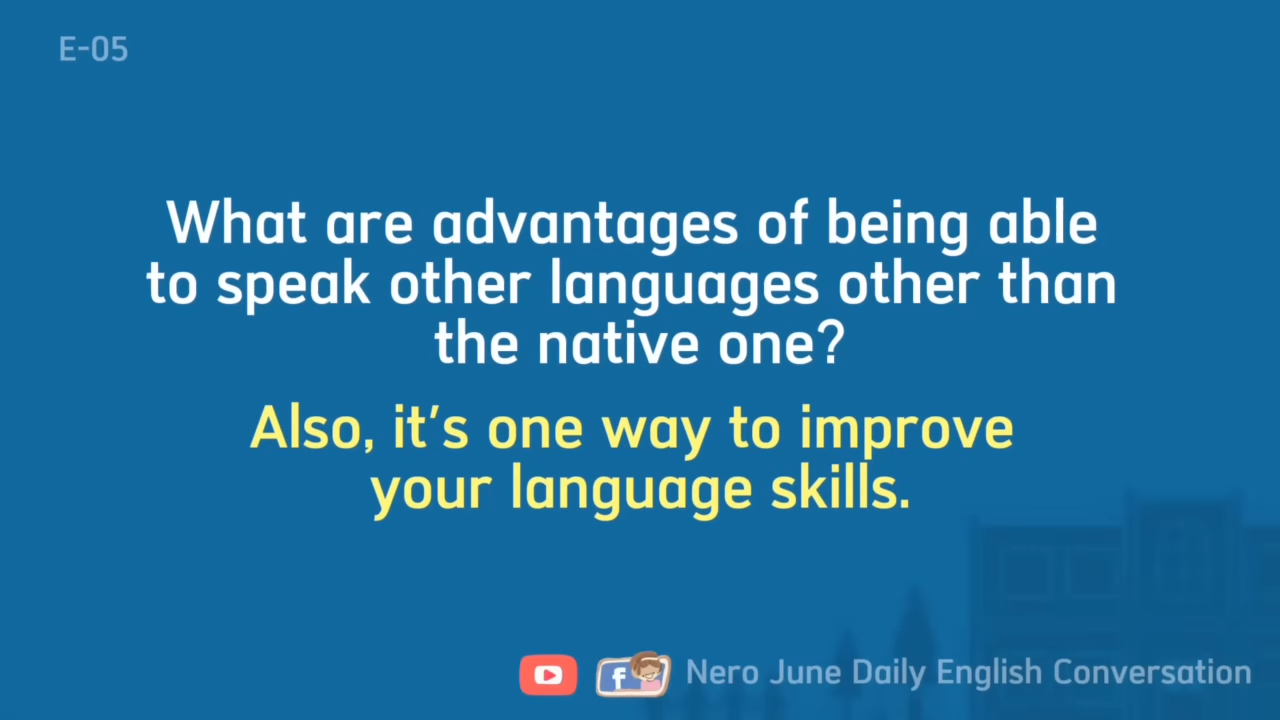 E-05
What are advantages of being able
to speak other languages other than
the native one?
Also, it's one way to improve
your language skills.
f
Nero June Daily English Conversation